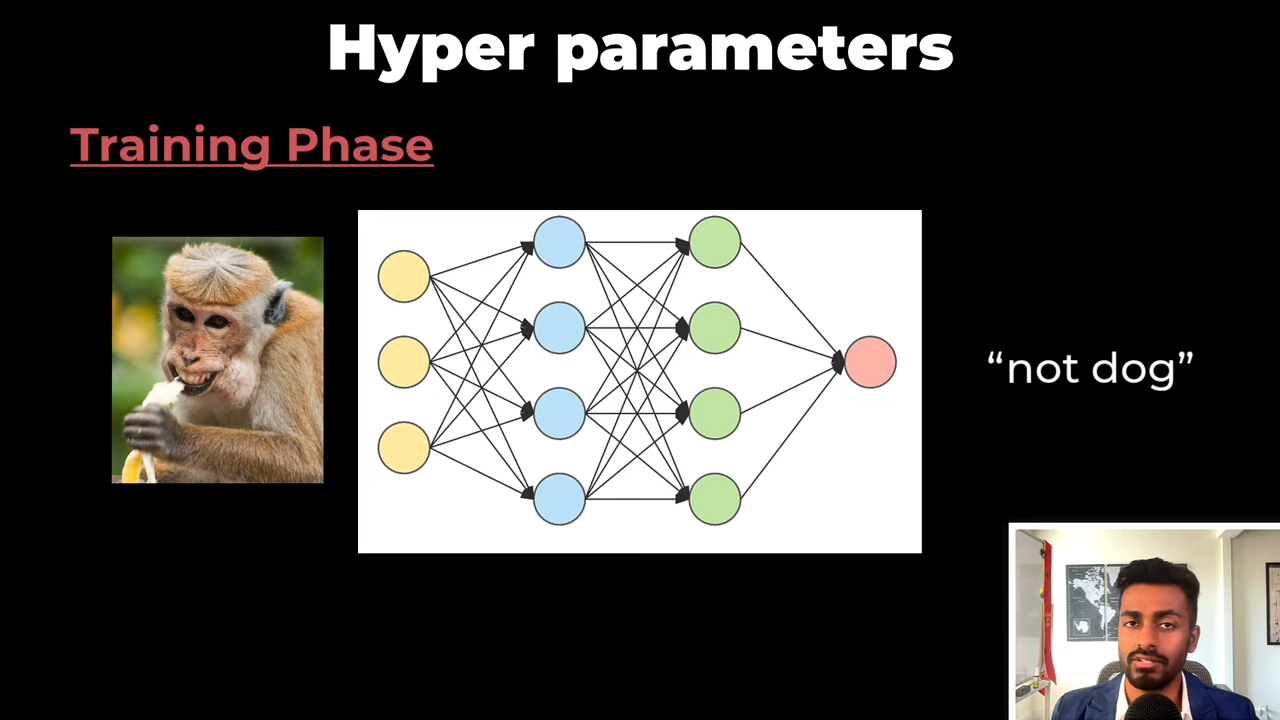 Hyper parameters
Training Phase
“not dog”